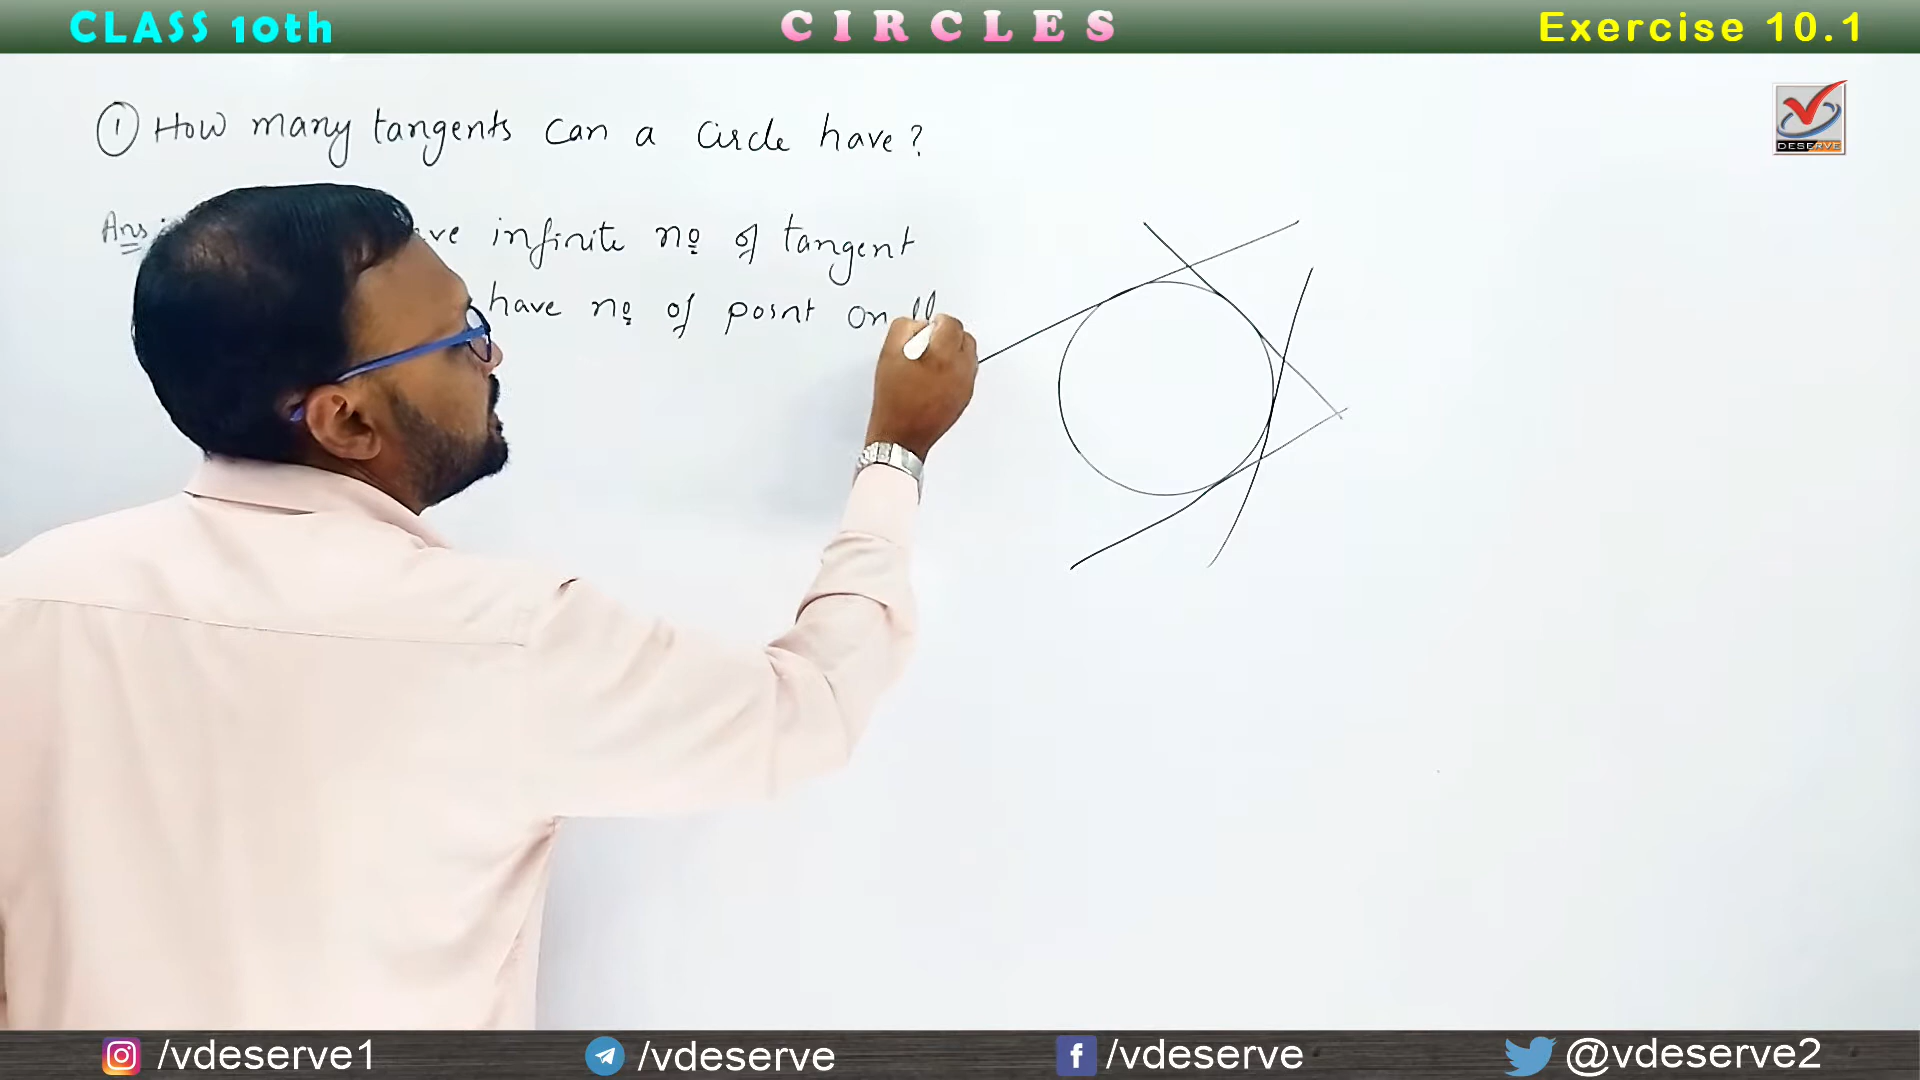 CLASS 10th
CIRCLES
Exercise 10.1
① How many tangents can a circle have?
DESERVE
Ans infinite nº of tangent
have nº of point on
/vdeserve1
/vdeserve
/vdeserve
@vdeserve2